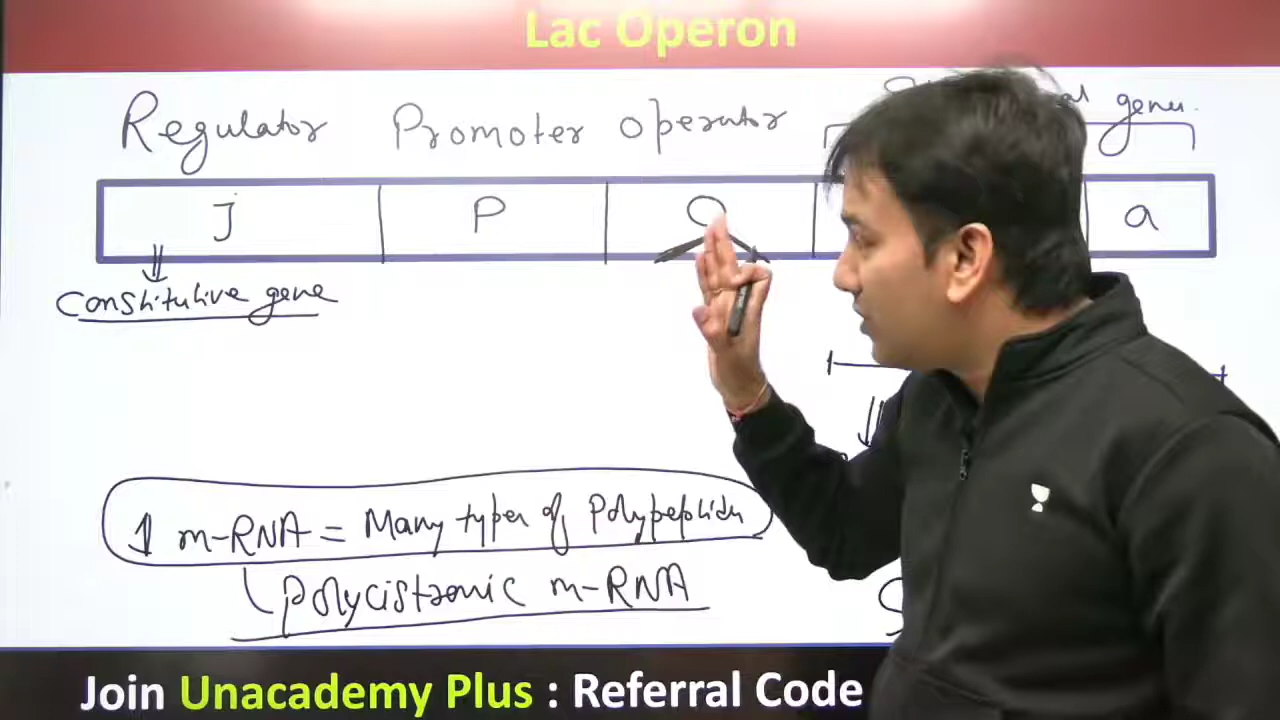 Lac Operon
Regulator Promoter operator genes.
j P O a
Constitutive gene
1 m-RNA = Many types of Polypeptides
Polycistronic m-RNA
Join Unacademy Plus : Referral Code